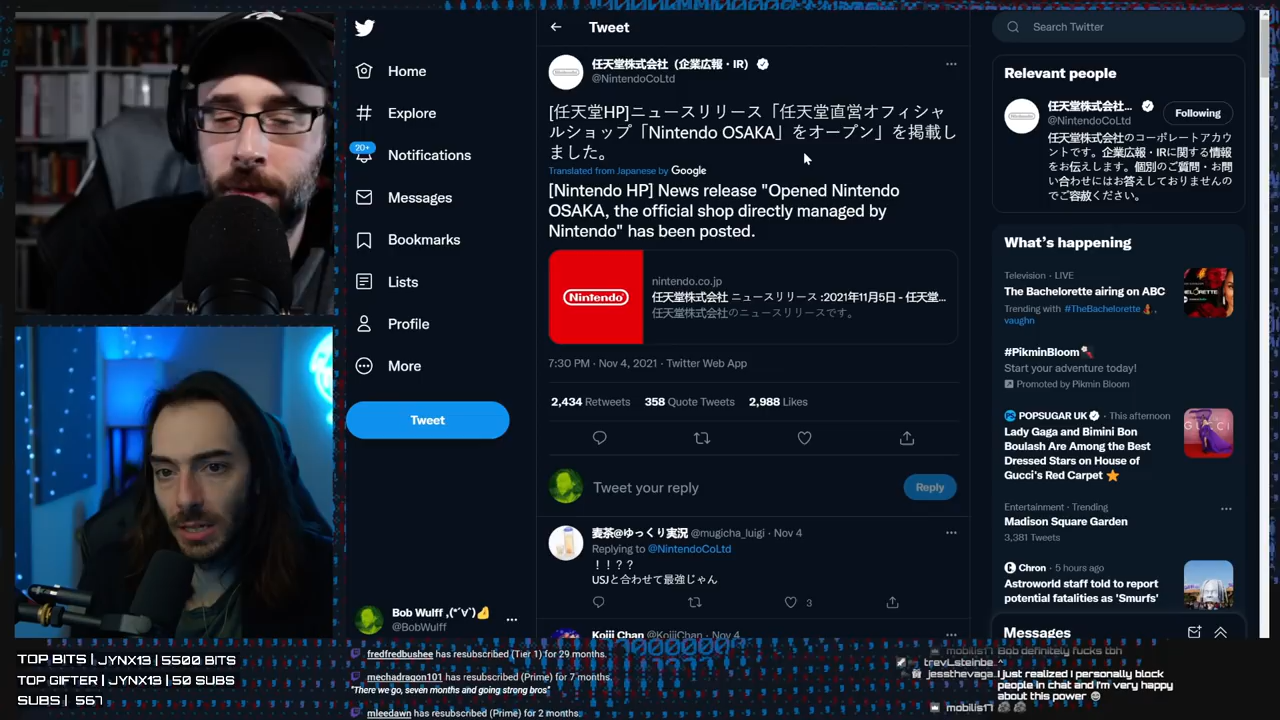 Home
Explore
20+
Notifications
Messages
Bookmarks
Lists
Profile
More
Tweet
Bob Wulff ,(*´∀`)👍
@BobWulff
Tweet
任天堂株式会社（企業広報・IR）
@NintendoCoLtd
[任天堂HP]ニュースリリース「任天堂直営オフィシャ
ルショップ「Nintendo OSAKA」をオープン」を掲載し
ました。
Translated from Japanese by Google
[Nintendo HP] News release "Opened Nintendo
OSAKA, the official shop directly managed by
Nintendo" has been posted.
Nintendo
nintendo.co.jp
任天堂株式会社 ニュースリリース :2021年11月5日 - 任天堂...
任天堂株式会社のニュースリリースです。
7:30 PM · Nov 4, 2021 · Twitter Web App
2,434 Retweets 358 Quote Tweets 2,988 Likes
Tweet your reply
Reply
麦茶@ゆっくり実況 @mugicha_luigi · Nov 4
Replying to @NintendoCoLtd
！！？？
USJと合わせて最強じゃん
3
Koji Chan @KojiChan · Nov 4
Search Twitter
Relevant people
任天堂株式会社...
@NintendoCoLtd
Following
任天堂株式会社のコーポレートアカウ
ントです。企業広報・IRに関する情報
をお伝えします。個別のご質問・お問
い合わせにはお答えしておりませんの
でご容赦ください。
What's happening
Television · LIVE
The Bachelorette airing on ABC
Trending with #TheBachelorette,
vaughn
#PikminBloom
Start your adventure today!
Promoted by Pikmin Bloom
POPSUGAR UK · This afternoon
Lady Gaga and Bimini Bon
Boulash Are Among the Best
Dressed Stars on House of
Gucci's Red Carpet ⭐
Entertainment · Trending
Madison Square Garden
3,381 Tweets
Chron · 5 hours ago
Astroworld staff told to report
potential fatalities as 'Smurfs'
Messages
TOP BITS | JYNX13 | 5500 BITS
TOP GIFTER | JYNX13 | 50 SUBS
SUBS | 567
fredfredbushee has resubscribed (Tier 1) for 29 months.
mechadragon101 has resubscribed (Prime) for 7 months.
"There we go, seven months and going strong bros"
mleedawn has resubscribed (Prime) for 2 months.
mobilis17 Bob definitely fucks tbh
^
jessthevaga
I just realized I personally block
people in chat and I'm very happy
about this power
mobilis17